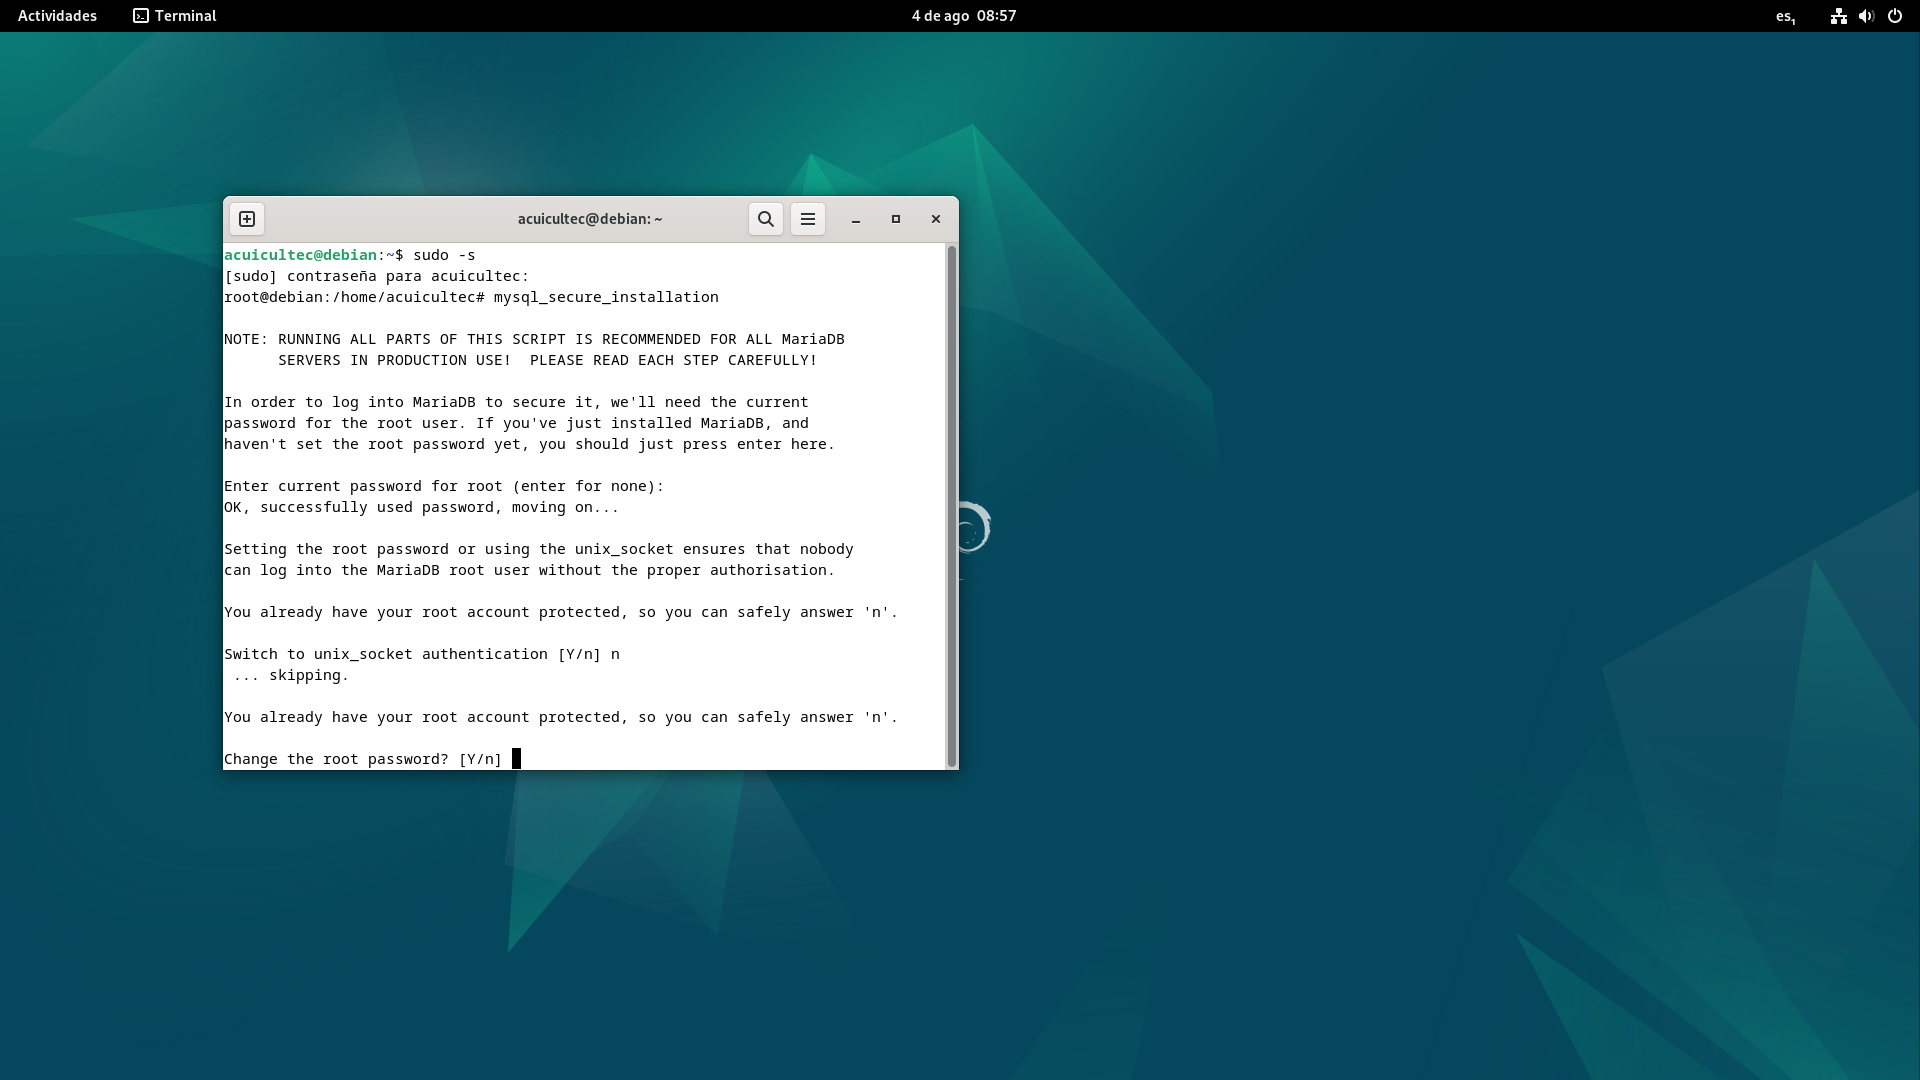 Actividades Terminal 4 de ago 08:57 es1
acuicultec@debian: ~
acuicultec@debian:~$ sudo -s
[sudo] contraseña para acuicultec:
root@debian:/home/acuicultec# mysql_secure_installation
NOTE: RUNNING ALL PARTS OF THIS SCRIPT IS RECOMMENDED FOR ALL MariaDB
SERVERS IN PRODUCTION USE!  PLEASE READ EACH STEP CAREFULLY!
In order to log into MariaDB to secure it, we'll need the current
password for the root user. If you've just installed MariaDB, and
haven't set the root password yet, you should just press enter here.
Enter current password for root (enter for none):
OK, successfully used password, moving on...
Setting the root password or using the unix_socket ensures that nobody
can log into the MariaDB root user without the proper authorisation.
You already have your root account protected, so you can safely answer 'n'.
Switch to unix_socket authentication [Y/n] n
... skipping.
You already have your root account protected, so you can safely answer 'n'.
Change the root password? [Y/n]